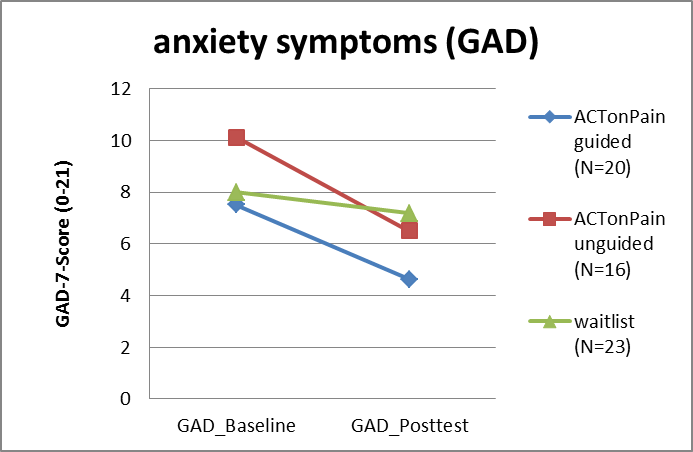 anxiety symptoms (GAD)
12
10
8
6
4
2
0
GAD-7-Score (0-21)
GAD_Baseline
GAD_Posttest
ACTonPain
guided
(N=20)
ACTonPain
unguided
(N=16)
waitlist
(N=23)